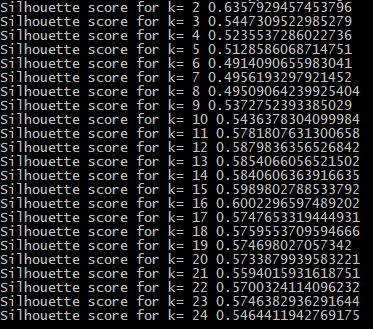 Silhouette score for k= 2 0.6357929457453796
Silhouette score for k= 3 0.5447309522985279
Silhouette score for k= 4 0.5235537286022736
Silhouette score for k= 5 0.5128586068714751
Silhouette score for k= 6 0.4914090655983041
Silhouette score for k= 7 0.4956193297921452
Silhouette score for k= 8 0.49509064239925404
Silhouette score for k= 9 0.5372752393385029
Silhouette score for k= 10 0.5436378304099984
Silhouette score for k= 11 0.5781807631300658
Silhouette score for k= 12 0.5879836356526842
Silhouette score for k= 13 0.5854066056521502
Silhouette score for k= 14 0.5840606363916635
Silhouette score for k= 15 0.5989802788533792
Silhouette score for k= 16 0.6002296597489202
Silhouette score for k= 17 0.5747653319444931
Silhouette score for k= 18 0.5759553709594666
Silhouette score for k= 19 0.574698027057342
Silhouette score for k= 20 0.5733879939583221
Silhouette score for k= 21 0.5594015931618751
Silhouette score for k= 22 0.5700324114096232
Silhouette score for k= 23 0.5746382936291644
Silhouette score for k= 24 0.5464411942769175